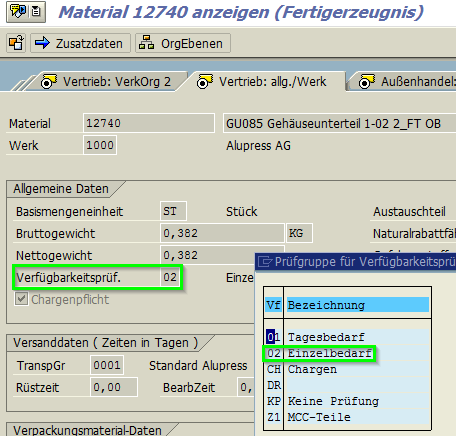 Material 12740 anzeigen (Fertigerzeugnis)
Zusatzdaten OrgEbenen
Vertrieb: VerkOrg 2 Vertrieb: allg./Werk Außenhandel:
Material 12740 GU085 Gehäuseunterteil 1-02 2_FT OB
Werk 1000 Alupress AG
Allgemeine Daten
Basismengeneinheit ST Stück Austauschteil
Bruttogewicht 0,382 KG Naturalrabattfäh
Nettogewicht 0,382
Verfügbarkeitsprüf. 02 Einze
Chargenpflicht
Versanddaten ( Zeiten in Tagen )
TranspGr 0001 Standard Alupress
Rüstzeit 0,00 BearbZeit 0,
Verpackungsmaterial-Daten
Prüfgruppe für Verfügbarkeitsprü
Vf Bezeichnung
01 Tagesbedarf
02 Einzelbedarf
CH Chargen
DR
KP Keine Prüfung
Z1 MCC-Teile